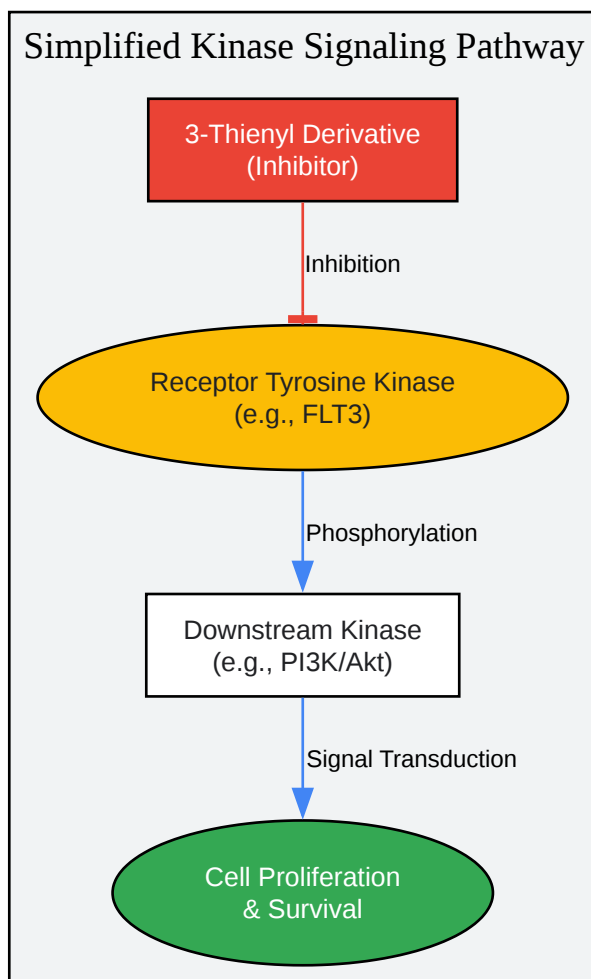 Simplified Kinase Signaling Pathway
3-Thienyl Derivative
(Inhibitor)
Inhibition
Receptor Tyrosine Kinase
(e.g., FLT3)
Phosphorylation
Downstream Kinase
(e.g., PI3K/Akt)
Signal Transduction
Cell Proliferation
& Survival